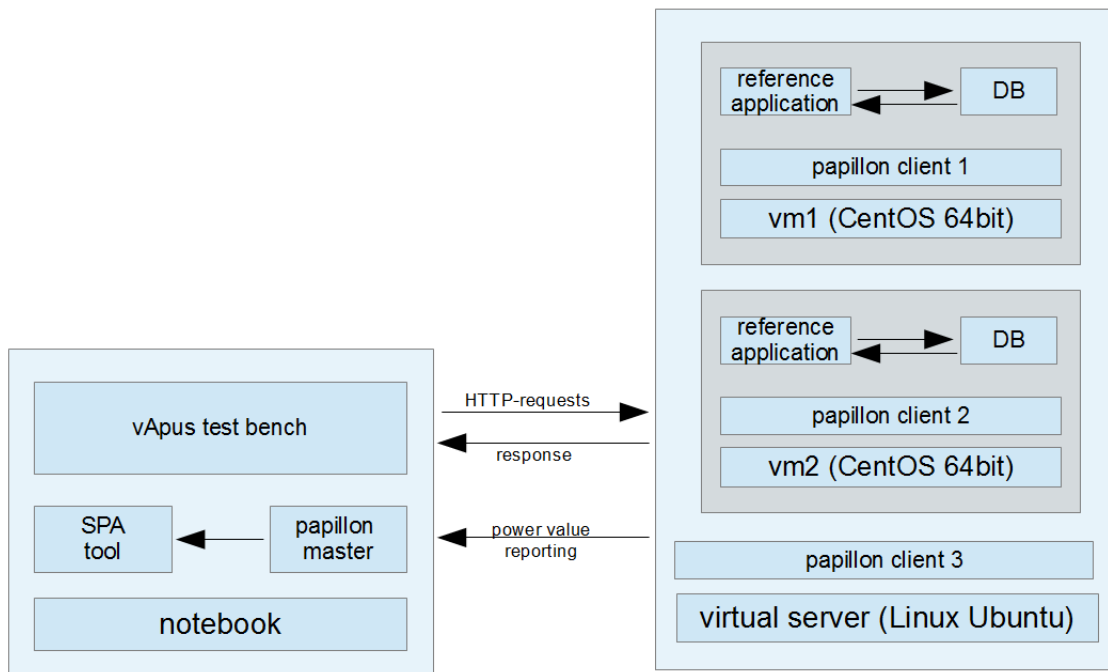 reference
application
DB
papillon client 1
vm1 (CentOS 64bit)
reference
application
DB
papillon client 2
vm2 (CentOS 64bit)
papillon client 3
virtual server (Linux Ubuntu)
HTTP-requests
response
power value
reporting
vApus test bench
SPA
tool
papillon
master
notebook